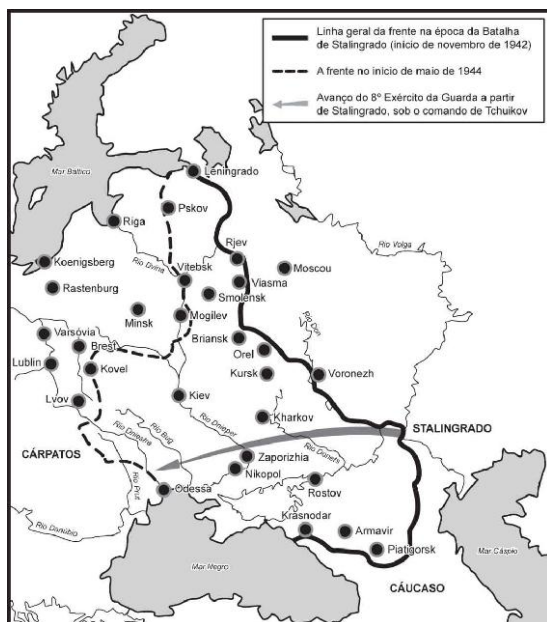 Linha geral da frente na época da Batalha
de Stalingrado (início de novembro de 1942)
A frente no início de maio de 1944
Avanço do 8º Exército da Guarda a partir
de Stalingrado, sob o comando de Tchuikov
Mar Báltico
Leningrado
Pskov
Riga
Rio Volga
Rjev
Koenigsberg
Rio Dvina
Vitebsk
Moscou
Viasma
Rastenburg
Smolensk
Minsk
Mogilev
Rio Don
Varsóvia
Briansk
Brest
Orel
Lublin
Kovel
Kursk
Voronezh
Kiev
Lvov
Kharkov
STALINGRADO
Rio Dnieper
CÁRPATOS
Rio Dniestre
Rio Bug
Zaporizhia
Rio Donets
Nikopol
Rio Prut
Odessa
Rostov
Krasnodar
Rio Danúbio
Armavir
Mar Negro
Piatigorsk
Mar Cáspio
CÁUCASO